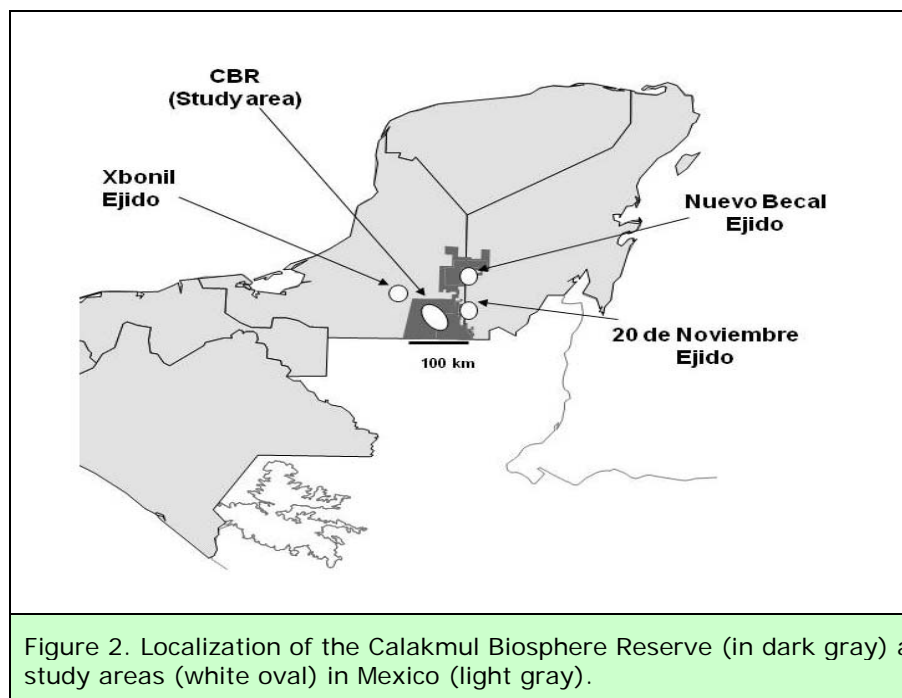 CBR
(Study area)
Xbonil
Ejido
Nuevo Becal
Ejido
20 de Noviembre
Ejido
100 km
Figure 2. Localization of the Calakmul Biosphere Reserve (in dark gray)
study areas (white oval) in Mexico (light gray).